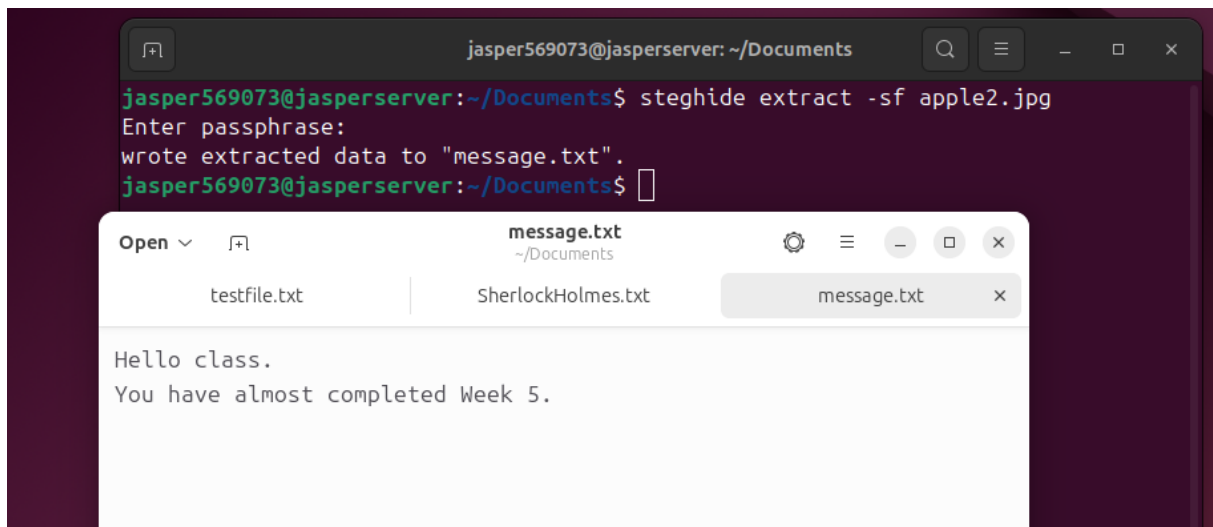 jasper569073@jasperserver: ~/Documents
jasper569073@jasperserver:~/Documents$ steghide extract -sf apple2.jpg
Enter passphrase:
wrote extracted data to "message.txt".
jasper569073@jasperserver:~/Documents$
Open
message.txt
~/Documents
testfile.txt
SherlockHolmes.txt
message.txt
Hello class.
You have almost completed Week 5.